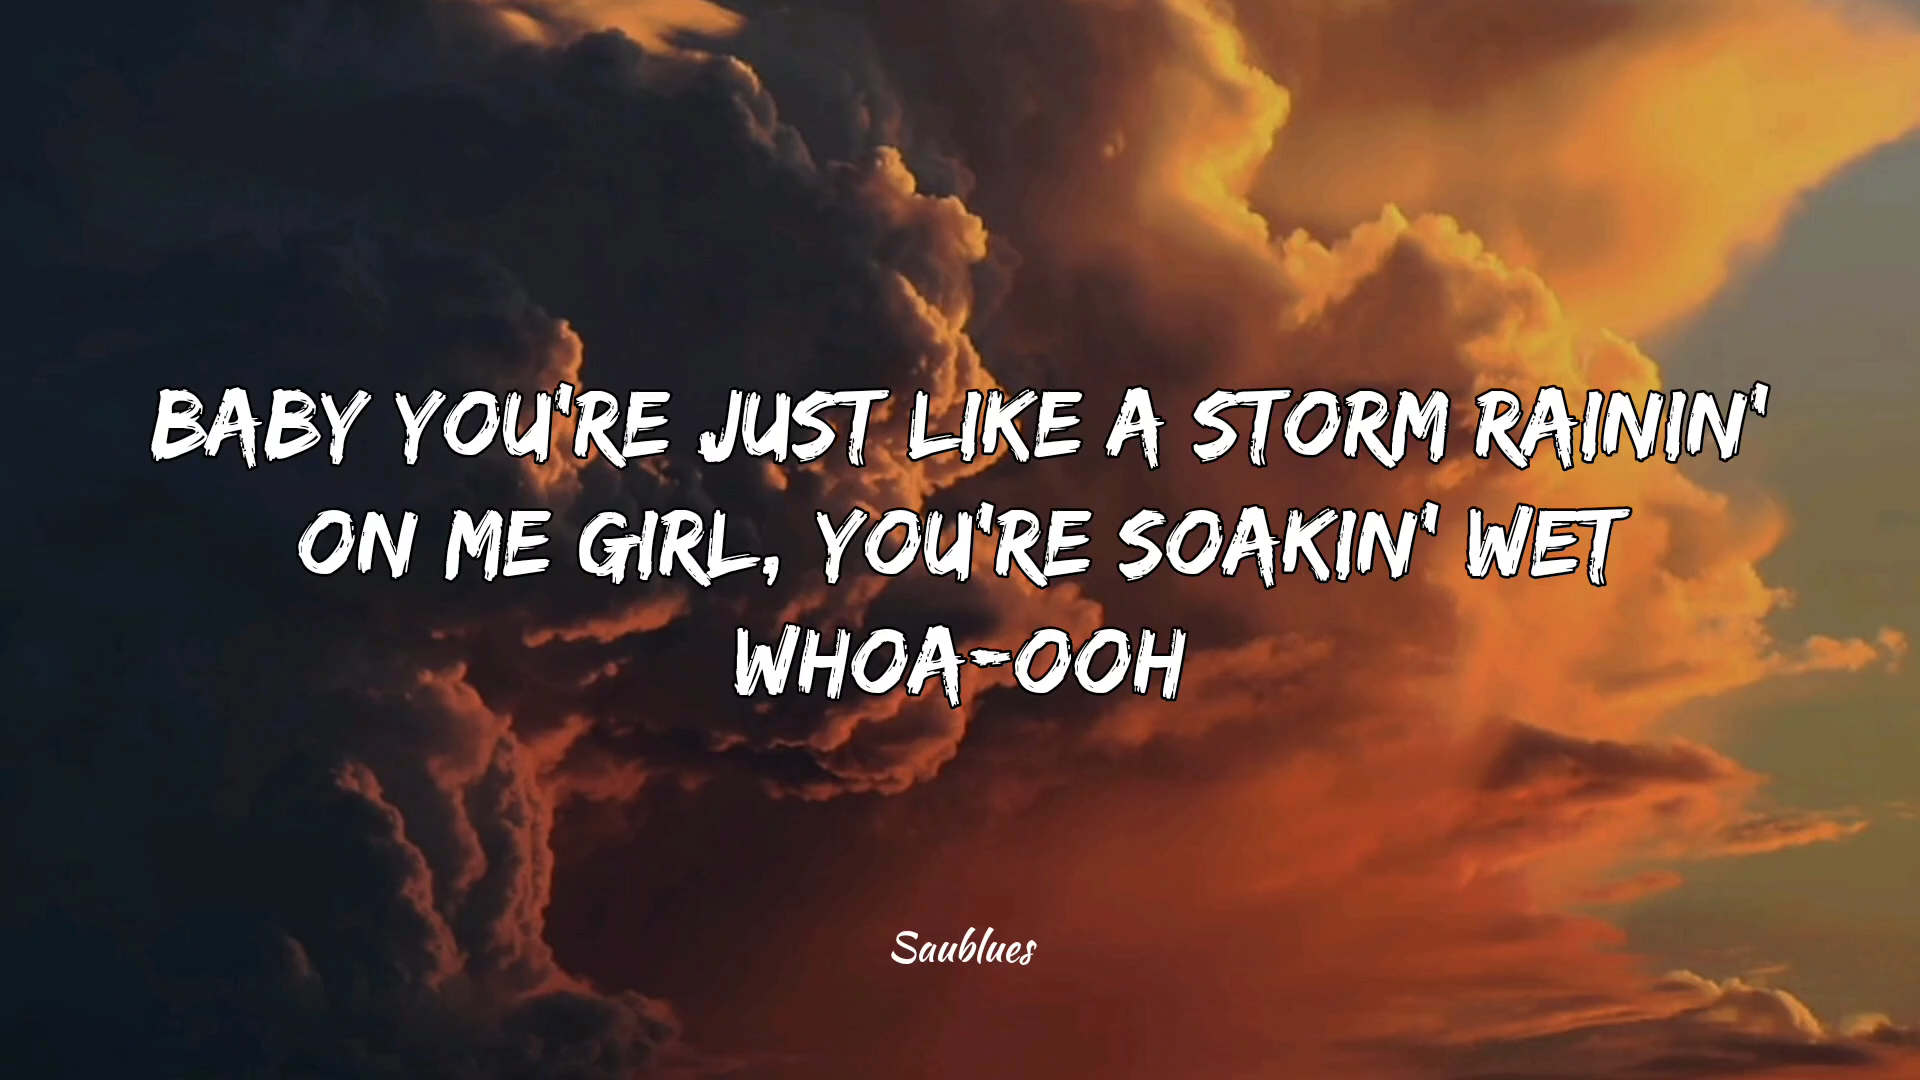 BABY YOU'RE JUST LIKE A STORM RAININ'
ON ME GIRL, YOU'RE SOAKIN' WET
WHOA-OOH
Saublues